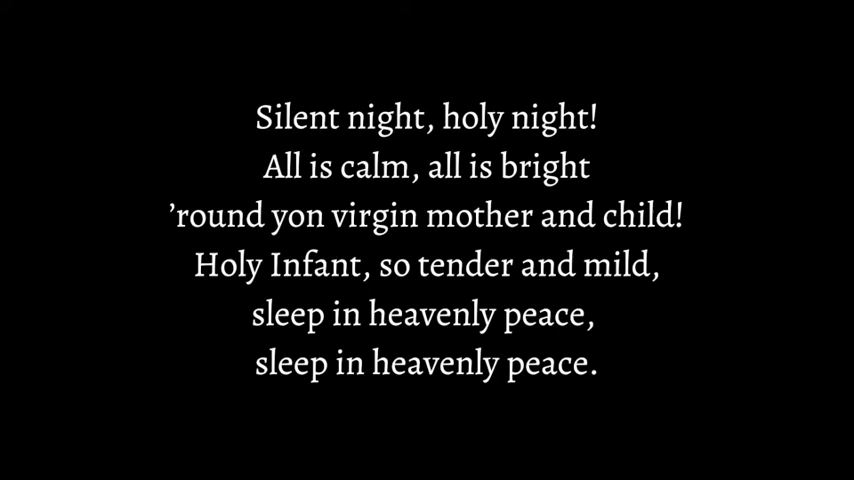 Silent night, holy night!
All is calm, all is bright
’round yon virgin mother and child!
Holy Infant, so tender and mild,
sleep in heavenly peace,
sleep in heavenly peace.